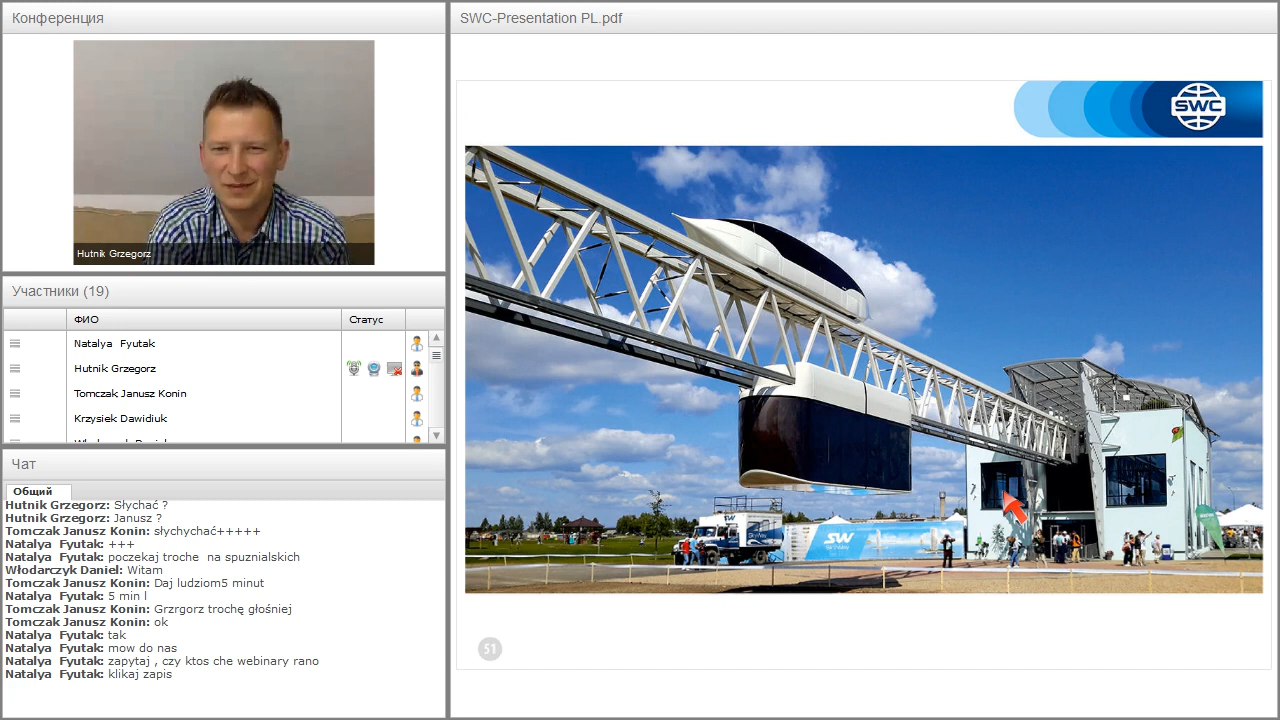 Конференция
Hutnik Grzegorz
Участники (19)
ФИО
Статус
Natalya Fyutak
Hutnik Grzegorz
Tomczak Janusz Konin
Krzysiek Dawidiuk
Чат
Общий
Hutnik Grzegorz: Słychać ?
Hutnik Grzegorz: Janusz ?
Tomczak Janusz Konin: słychychać+++++
Natalya Fyutak: +++
Natalya Fyutak: poczekaj troche na spuznialskich
Włodarczyk Daniel: Witam
Tomczak Janusz Konin: Daj ludziom5 minut
Natalya Fyutak: 5 min l
Tomczak Janusz Konin: Grzrgorz trochę głośniej
Tomczak Janusz Konin: ok
Natalya Fyutak: tak
Natalya Fyutak: mow do nas
Natalya Fyutak: zapytaj , czy ktos che webinary rano
Natalya Fyutak: klikaj zapis
SWC-Presentation PL.pdf
SWC
SW
SW
51